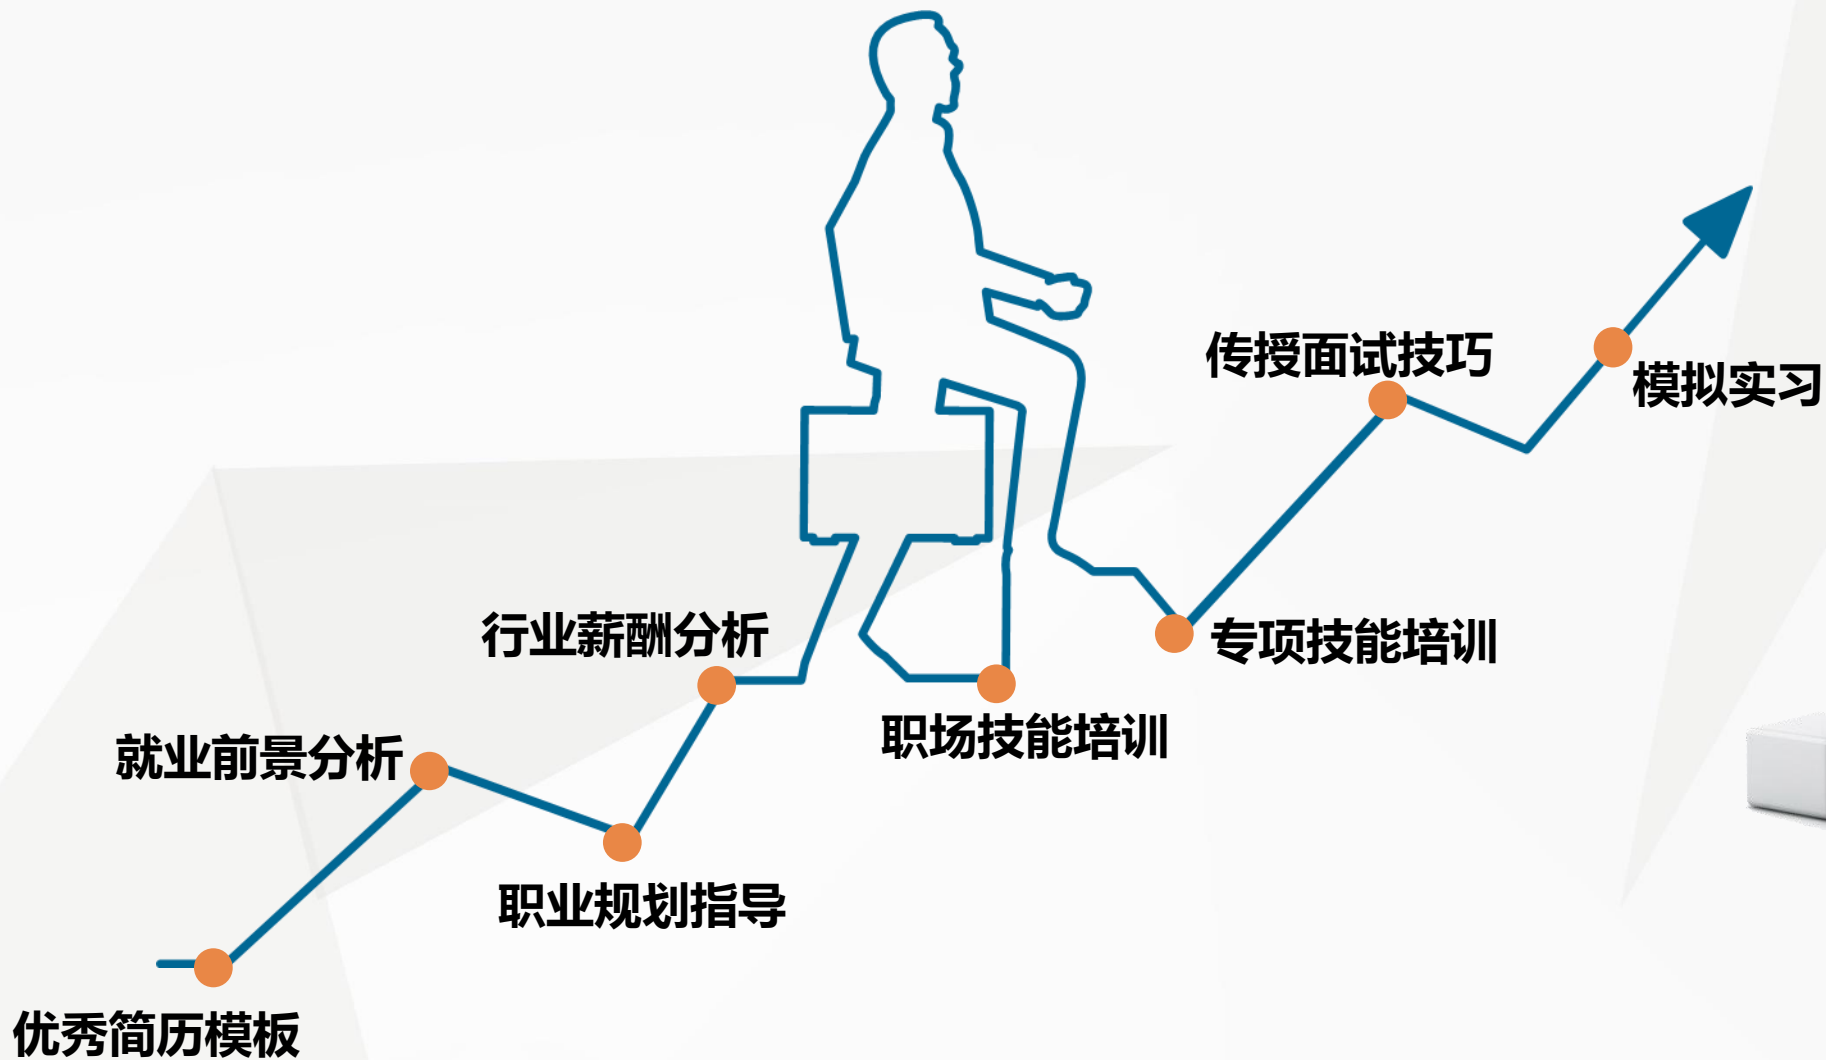 传授面试技巧
模拟实习
行业薪酬分析
专项技能培训
职场技能培训
就业前景分析
职业规划指导
优秀简历模板